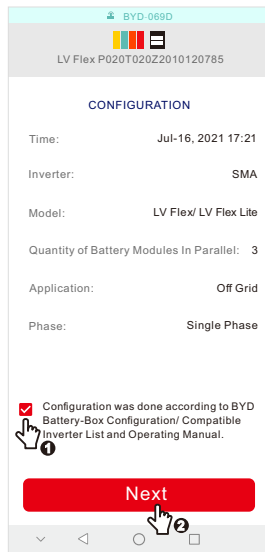 BYD-069D
LV Flex P020T020Z2010120785
CONFIGURATION
Time: Jul-16, 2021 17:21
Inverter: SMA
Model: LV Flex/ LV Flex Lite
Quantity of Battery Modules In Parallel: 3
Application: Off Grid
Phase: Single Phase
Configuration was done according to BYD
Battery-Box Configuration/ Compatible
Inverter List and Operating Manual.
1
Next
2